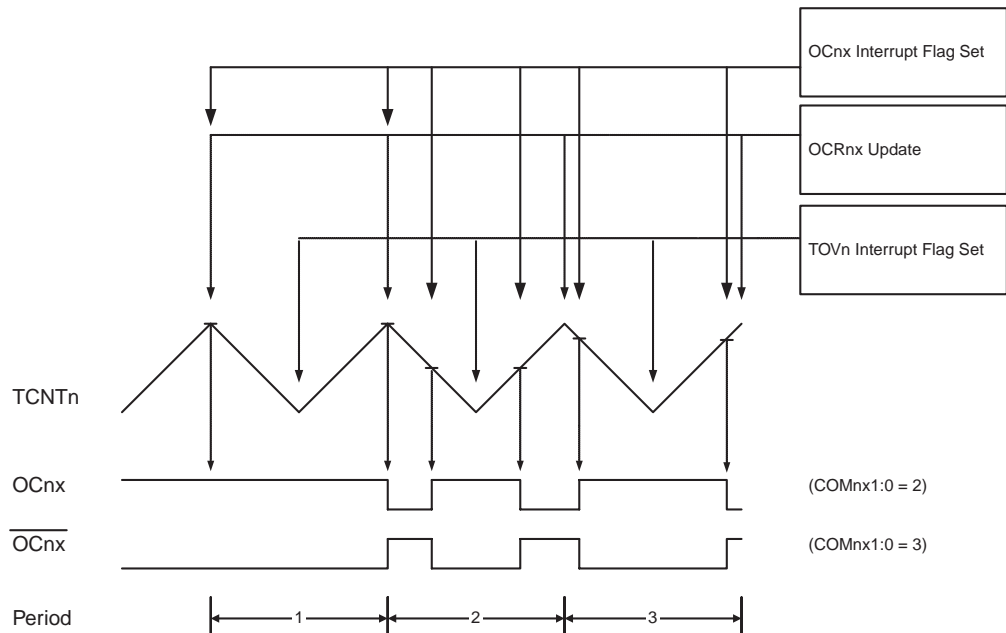 OCnx Interrupt Flag Set
OCRnx Update
TOVn Interrupt Flag Set
TCNTn
OCnx
(COMnx1:0 = 2)
OCnx
(COMnx1:0 = 3)
Period
1
2
3